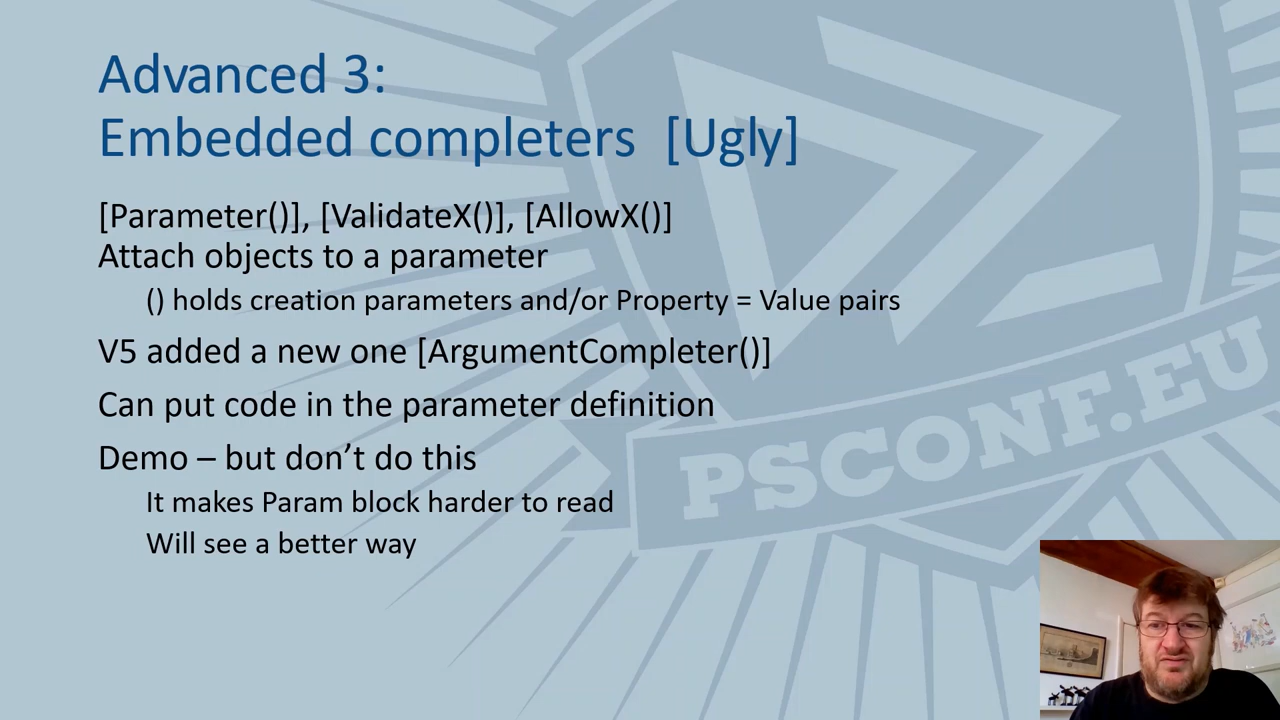 Advanced 3:
Embedded completers [Ugly]
[Parameter()], [ValidateX()], [AllowX()]
Attach objects to a parameter
() holds creation parameters and/or Property = Value pairs
V5 added a new one [ArgumentCompleter()]
Can put code in the parameter definition
Demo – but don’t do this
It makes Param block harder to read
Will see a better way
PSCONF.EU